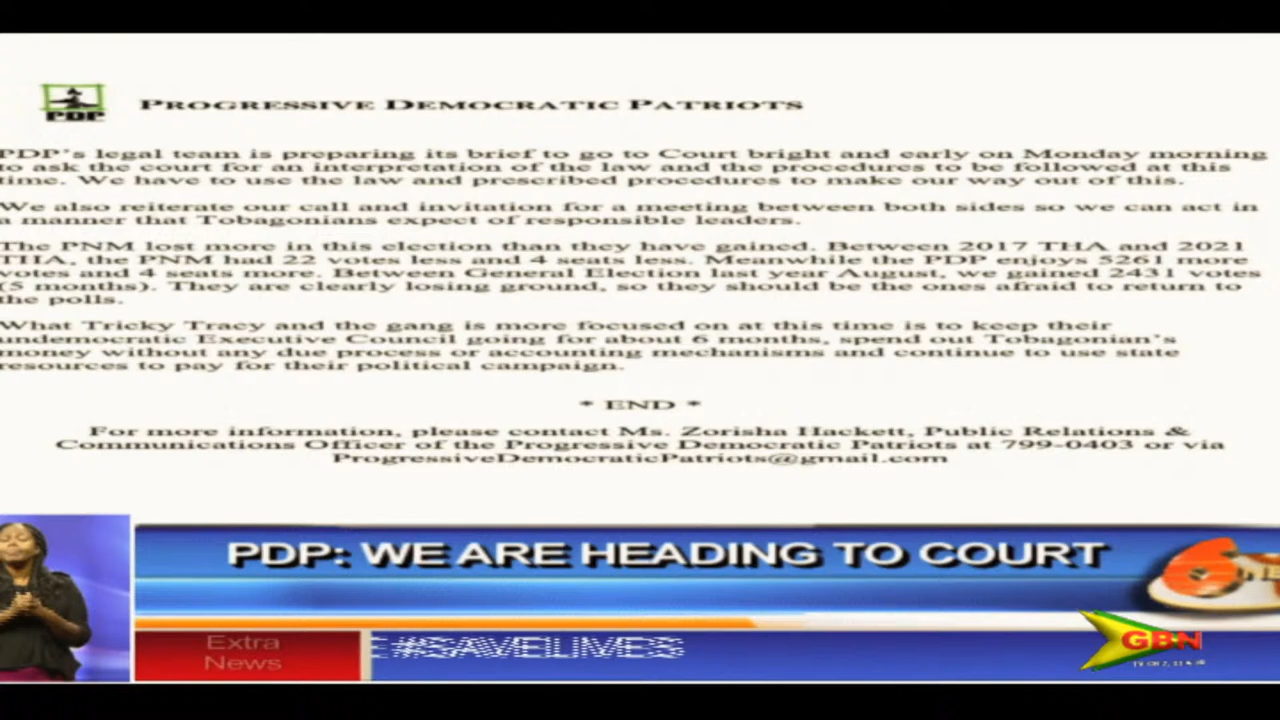 PDP
PROGRESSIVE DEMOCRATIC PATRIOTS
PDP's legal team is preparing its brief to go to Court bright and early on Monday morning
to ask the court for an interpretation of the law and the procedures to be followed at this
time. We have to use the law and prescribed procedures to make our way out of this.
We also reiterate our call and invitation for a meeting between both sides so we can act in
a manner that Tobagonians expect of responsible leaders.
The PNM lost more in this election than they have gained. Between 2017 THA and 2021
THA, the PNM had 22 votes less and 4 seats less. Meanwhile the PDP enjoys 5261 more
votes and 4 seats more. Between General Election last year August, we gained 2431 votes
(5 months). They are clearly losing ground, so they should be the ones afraid to return to
the polls.
What Tricky Tracy and the gang is more focused on at this time is to keep their
undemocratic Executive Council going for about 6 months, spend out Tobagonian's
money without any due process or accounting mechanisms and continue to use state
resources to pay for their political campaign.
* END *
For more information, please contact Ms. Zorisha Hackett, Public Relations &
Communications Officer of the Progressive Democratic Patriots at 799-0403 or via
ProgressiveDemocraticPatriots@gmail.com
PDP: WE ARE HEADING TO COURT
Extra
News
E #SAVELIVES
GBN